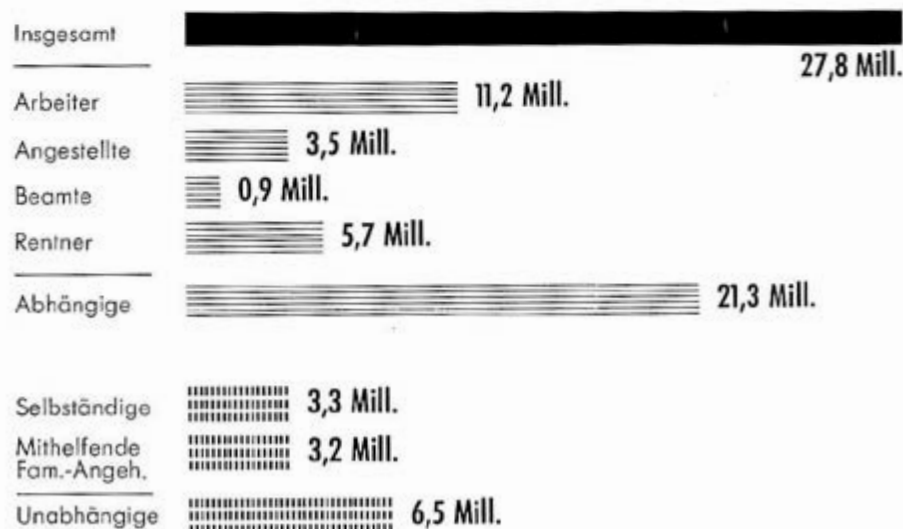 Insgesamt
27,8 Mill.
Arbeiter 11,2 Mill.
Angestellte 3,5 Mill.
Beamte 0,9 Mill.
Rentner 5,7 Mill.
Abhängige 21,3 Mill.
Selbständige 3,3 Mill.
Mithelfende
Fam.-Angeh. 3,2 Mill.
Unabhängige 6,5 Mill.